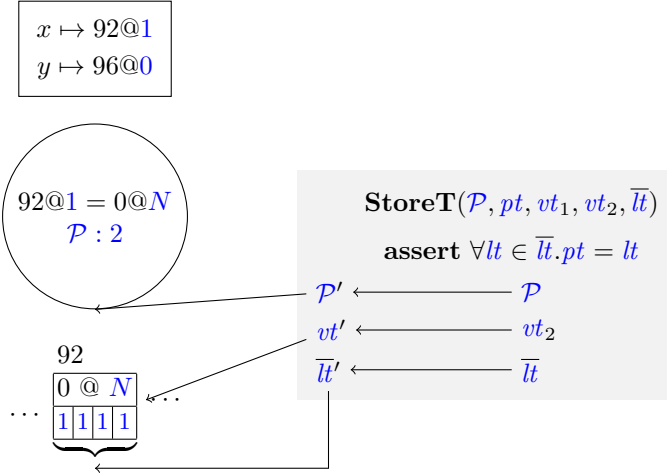 x ↦ 92@1
y ↦ 96@0
92@1 = 0@N
𝒫 : 2
StoreT(𝒫, pt, vt₁, vt₂, l̅t̅)
assert ∀lt ∈ l̅t̅.pt = lt
𝒫′ 𝒫
vt′ vt₂
l̅t̅′ l̅t̅
92
0 @ N
... 1 1 1 1 ...